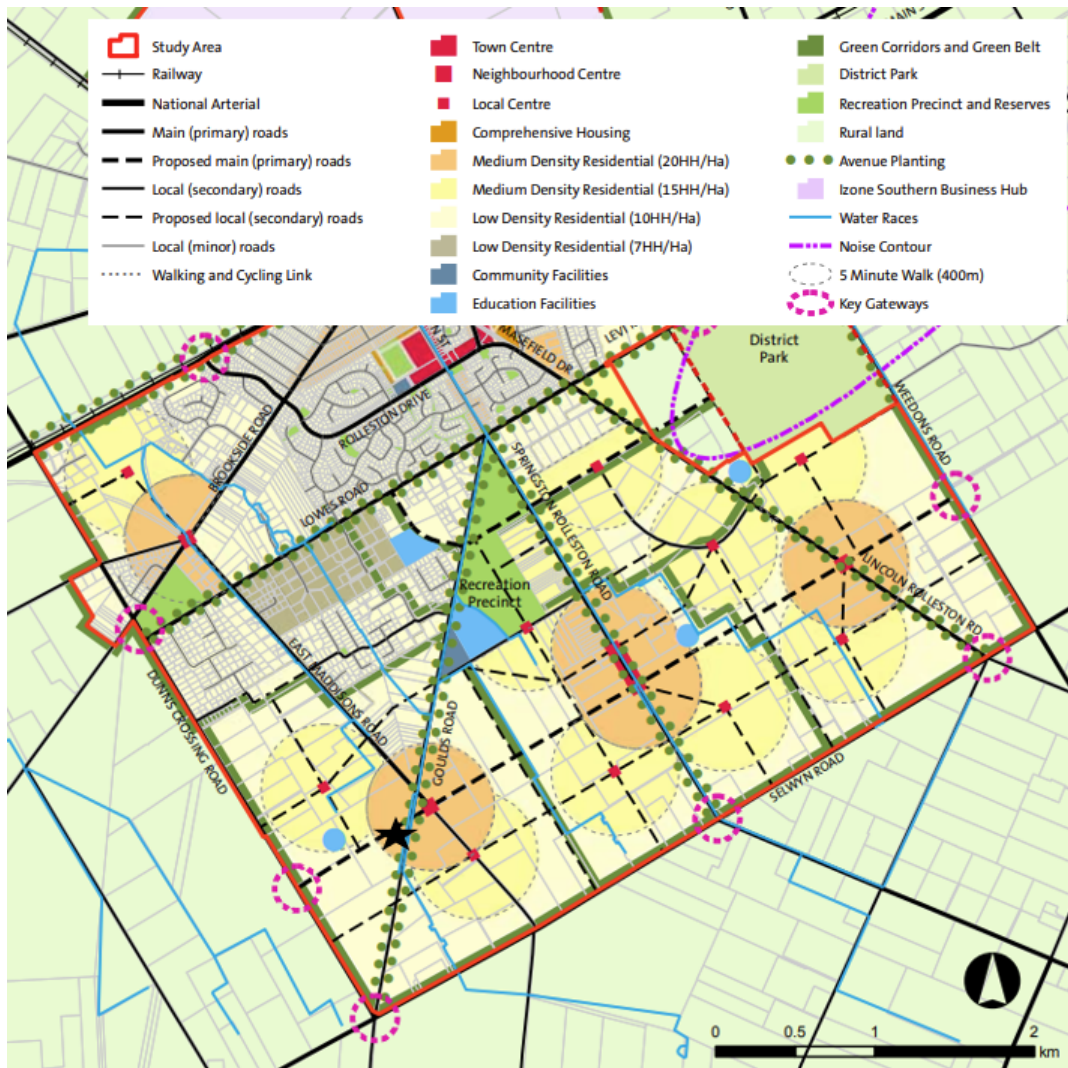 MAIN S
Study Area
Railway
National Arterial
Main (primary) roads
Proposed main (primary) roads
Local (secondary) roads
Proposed local (secondary) roads
Local (minor) roads
Walking and Cycling Link
Town Centre
Neighbourhood Centre
Local Centre
Comprehensive Housing
Medium Density Residential (20HH/Ha)
Medium Density Residential (15HH/Ha)
Low Density Residential (10HH/Ha)
Low Density Residential (7HH/Ha)
Community Facilities
Education Facilities
Green Corridors and Green Belt
District Park
Recreation Precinct and Reserves
Rural land
Avenue Planting
Izone Southern Business Hub
Water Races
Noise Contour
5 Minute Walk (400m)
Key Gateways
N ST
MASEFIELD DR
LEVI
District
Park
WEEDONS ROAD
ROLLESTON DRIVE
BROOKSIDE ROAD
LOWES ROAD
SPRINGSTON ROLLESTON ROAD
Recreation
Precinct
LINCOLN ROLLESTON RD
EAST MADDISONS ROAD
DUNNS CROSSING ROAD
GOULDS ROAD
SELWYN ROAD
0 0.5 1 2
km